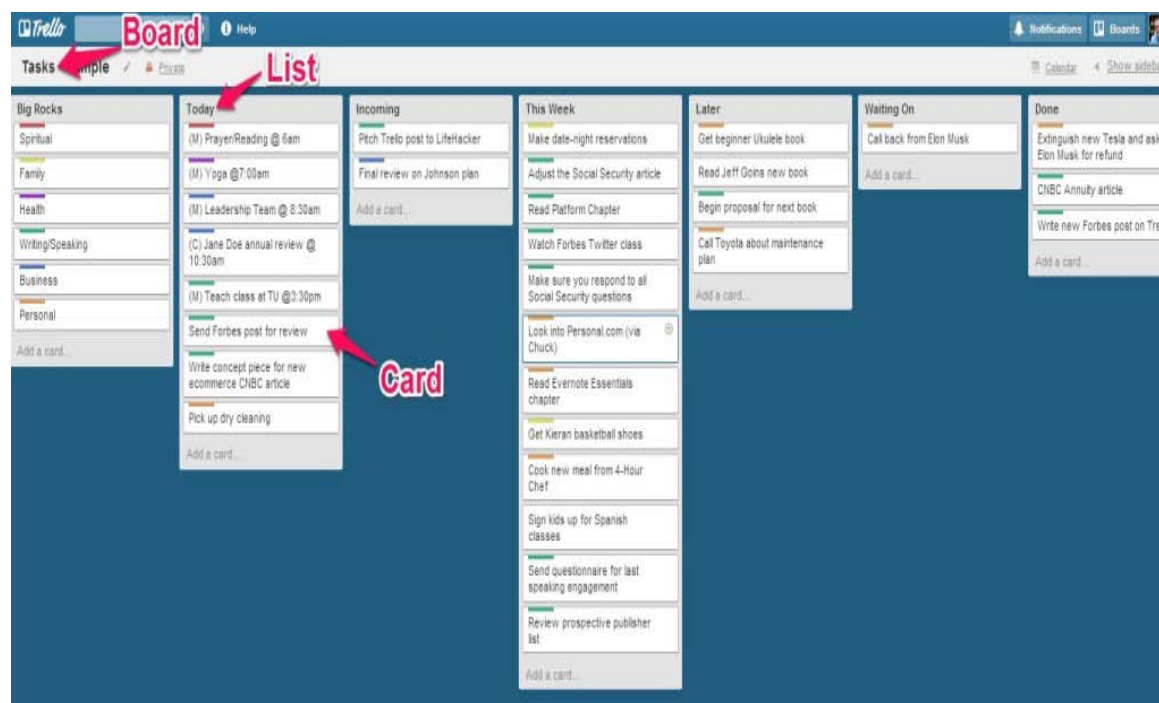 Trello
Board
Help
Notifications
Boards
Tasks
Private
List
Calendar
Show
Big Rocks
Spiritual
Family
Health
Writing/Speaking
Business
Personal
Add a card...
Today
(M) Prayer/Reading @ 6am
(M) Yoga @7:00am
(M) Leadership Team @ 8:30am
(C) Jane Doe annual review @
10:30am
(M) Teach class at TU @3:30pm
Send Forbes post for review
Write concept piece for new
ecommerce CNBC article
Pick up dry cleaning
Add a card...
Card
Incoming
Pitch Trello post to LifeHacker
Final review on Johnson plan
Add a card...
This Week
Make date-night reservations
Adjust the Social Security article
Read Platform Chapter
Watch Forbes Twitter class
Make sure you respond to all
Social Security questions
Look into Personal.com (via
Chuck)
Read Evernote Essentials
chapter
Get Kieran basketball shoes
Cook new meal from 4-Hour
Chef
Sign kids up for Spanish
classes
Send questionnaire for last
speaking engagement
Review prospective publisher
list
Add a card...
Later
Get beginner Ukulele book
Read Jeff Goins new book
Begin proposal for next book
Call Toyota about maintenance
plan
Add a card...
Waiting On
Call back from Elon Musk
Add a card...
Done
Extinguish new Tesla and ask
Elon Musk for refund
CNBC Annuity article
Write new Forbes post on
Add a card...